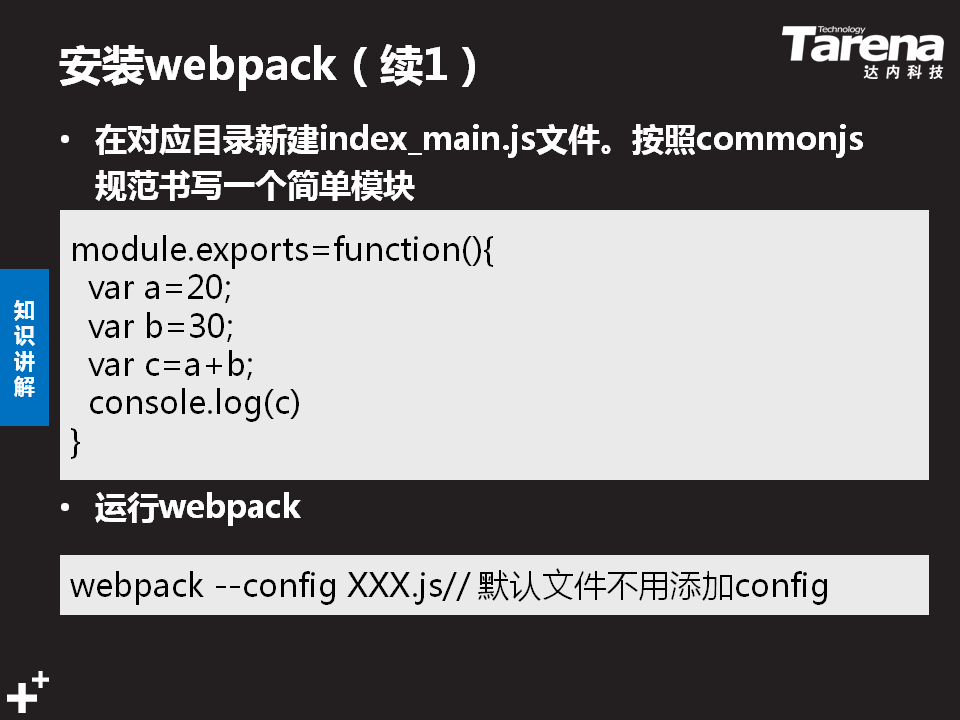 安装webpack（续1）
Technology
Tarena
达内科技
• 在对应目录新建index_main.js文件。按照commonjs
规范书写一个简单模块
module.exports=function(){
var a=20;
var b=30;
var c=a+b;
console.log(c)
}
知识讲解
• 运行webpack
webpack --config XXX.js// 默认文件不用添加config